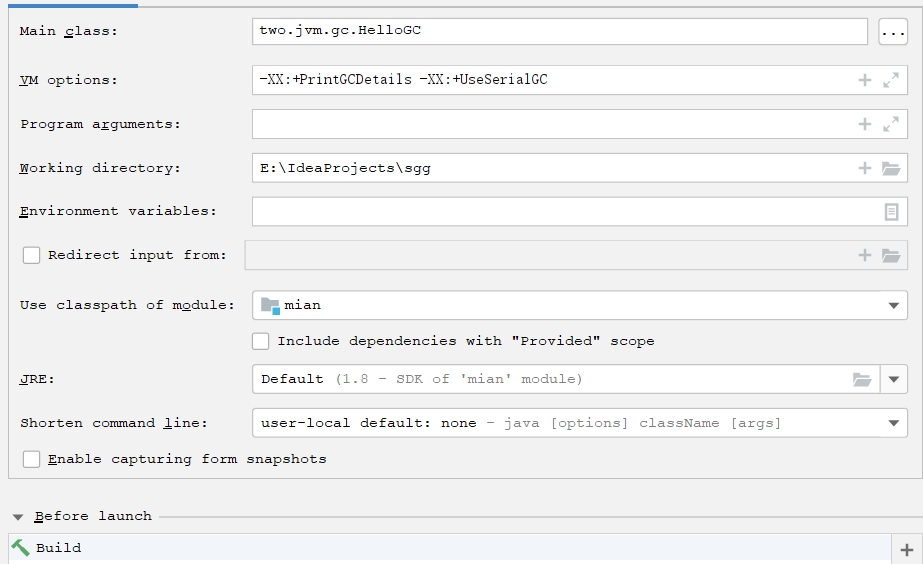 Main class: two.jvm.gc.HelloGC ...
VM options: -XX:+PrintGCDetails -XX:+UseSerialGC
Program arguments:
Working directory: E:\IdeaProjects\sgg
Environment variables:
Redirect input from:
Use classpath of module: mian
Include dependencies with "Provided" scope
JRE: Default (1.8 - SDK of 'mian' module)
Shorten command line: user-local default: none - java [options] className [args]
Enable capturing form snapshots
Before launch
Build